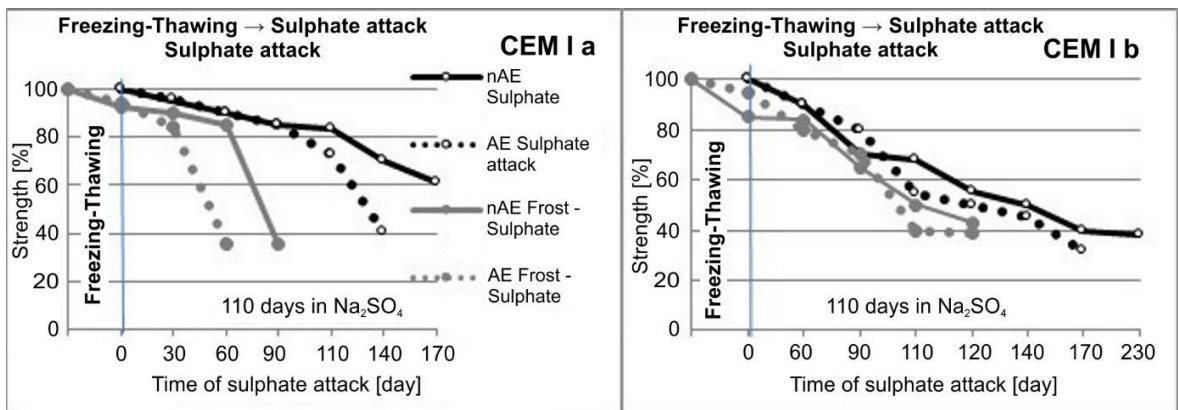 Freezing-Thawing → Sulphate attack
Sulphate attack
CEM I a
nAE
Sulphate
AE Sulphate
attack
nAE Frost -
Sulphate
AE Frost -
Sulphate
Strength [%]
100
80
60
40
20
0
Freezing-Thawing
110 days in Na₂SO₄
0 30 60 90 110 140 170
Time of sulphate attack [day]
Freezing-Thawing → Sulphate attack
Sulphate attack
CEM I b
Strength [%]
100
80
60
40
20
0
Freezing-Thawing
110 days in Na₂SO₄
0 60 90 110 120 140 170 230
Time of sulphate attack [day]